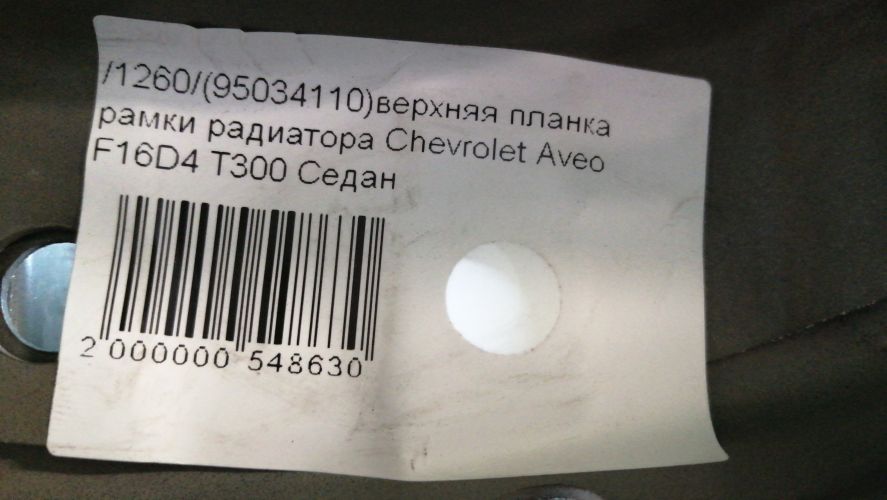 /1260/(95034110)верхняя планка
рамки радиатора Chevrolet Aveo
F16D4 T300 Седан
2 000000 548630